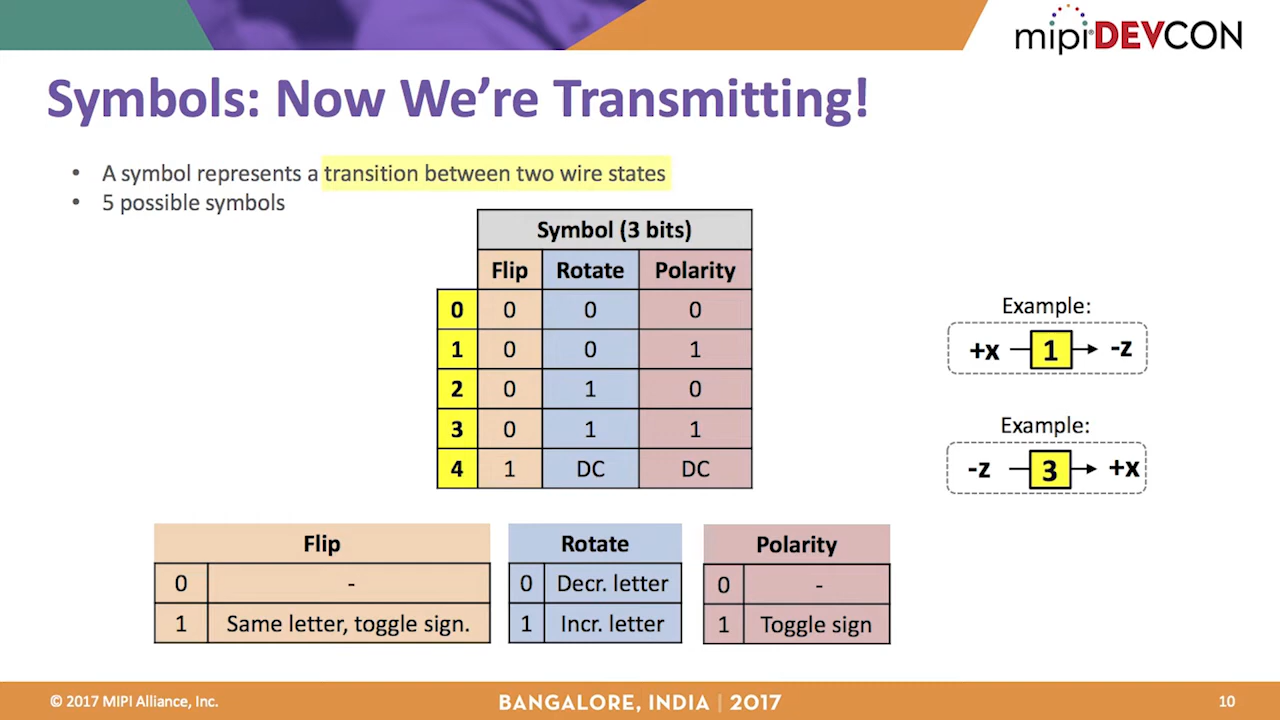 mipi DEVCON
Symbols: Now We're Transmitting!
• A symbol represents a transition between two wire states
• 5 possible symbols
Symbol (3 bits)
Flip Rotate Polarity
0 0 0 0
1 0 0 1
2 0 1 0
3 0 1 1
4 1 DC DC
Example:
+x 1 -z
Example:
-z 3 +x
Flip
0 -
1 Same letter, toggle sign.
Rotate
0 Decr. letter
1 Incr. letter
Polarity
0 -
1 Toggle sign
© 2017 MIPI Alliance, Inc.
BANGALORE, INDIA | 2017
10